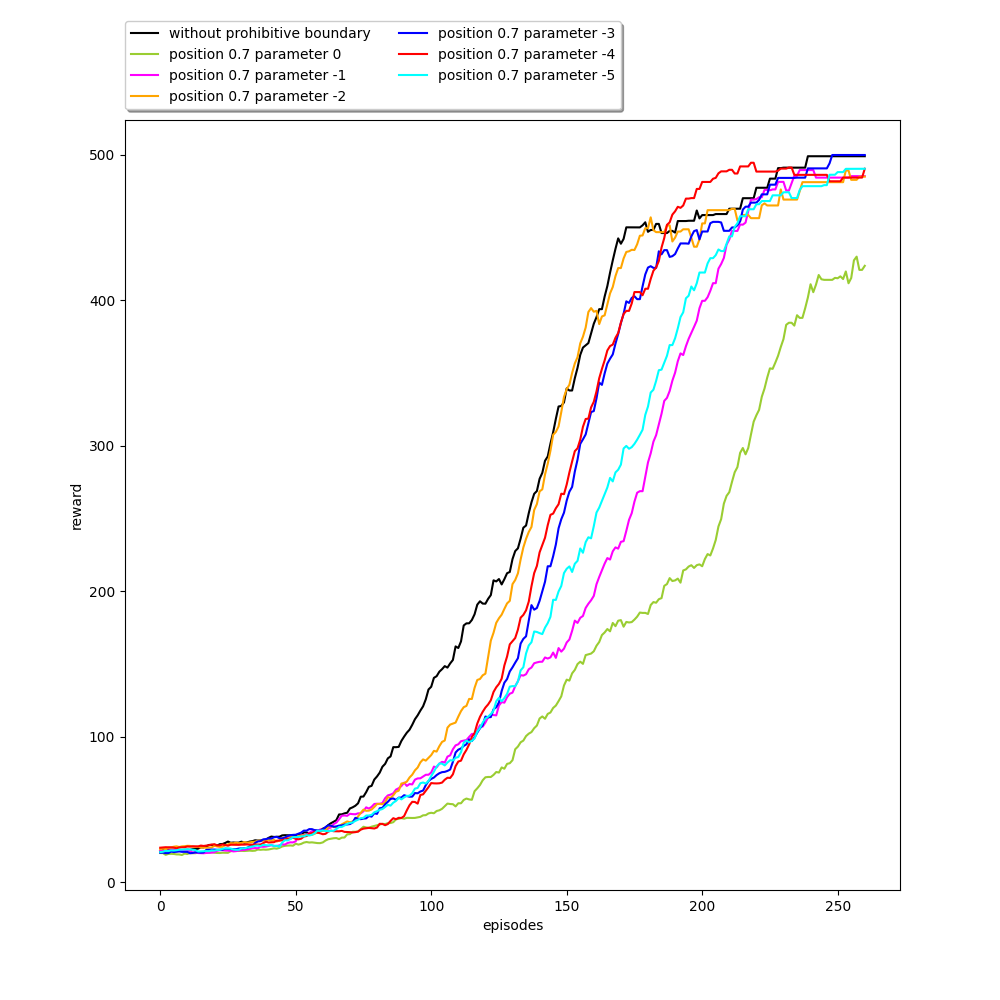 without prohibitive boundary
position 0.7 parameter 0
position 0.7 parameter -1
position 0.7 parameter -2
position 0.7 parameter -3
position 0.7 parameter -4
position 0.7 parameter -5
500
400
300
200
100
0
reward
0 50 100 150 200 250
episodes